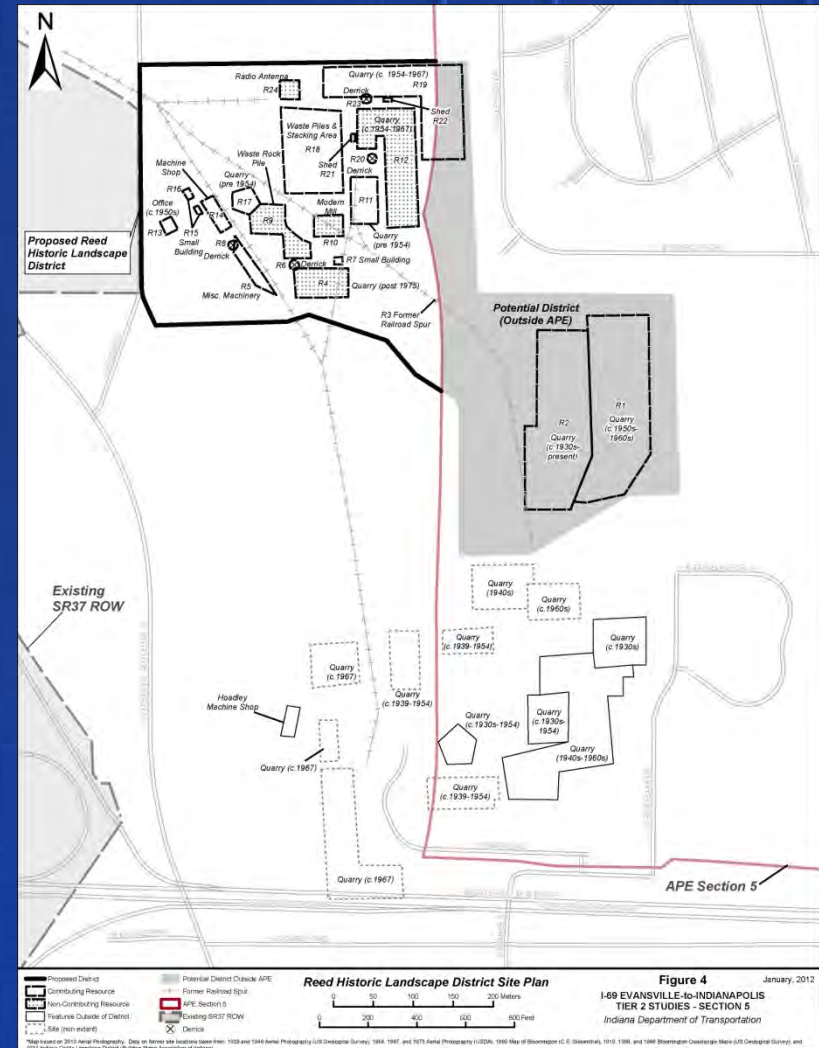 N
Radio Antenna
R24
Quarry (c. 1954-1967)
R19
Derrick
R23
Shed
R22
Waste Piles &
Stacking Area
R18
Quarry
(c.1954-1967)
Shed
R21
R20
Derrick
R12
Machine
Shop
Waste Rock
Pile
Quarry
(pre 1954)
R16
R17
Office
(c.1950s)
R13
R15
Small
Building
R14
R9
Modern
Mill
R10
R11
Quarry
(pre 1954)
R8
Derrick
R6
Derrick
R7 Small Building
R5
Misc. Machinery
R4
Quarry (post 1975)
Proposed Reed
Historic Landscape
District
R3 Former
Railroad Spur
Potential District
(Outside APE)
R2
Quarry
(c.1930s-
present)
R1
Quarry
(c.1950s-
1960s)
Existing
SR37 ROW
Quarry
(1940s)
Quarry
(c.1960s)
Quarry
(c.1930s)
Quarry
(c.1939-1954)
Quarry
(c.1967)
Quarry
(c.1939-1954)
Hoadley
Machine Shop
Quarry
(c.1930s-1954)
Quarry
(c.1930s-
1954)
Quarry
(1940s-1960s)
Quarry (c.1967)
Quarry
(c.1939-1954)
Quarry (c.1967)
APE Section 5
Proposed District
Contributing Resource
Non-Contributing Resource
Features Outside of District
Site (non extant)
Potential District Outside APE
Former Railroad Spur
APE Section 5
Existing SR37 ROW
Derrick
Reed Historic Landscape District Site Plan
0 50 100 150 200 Meters
0 200 400 600 800 Feet
Figure 4
January, 2012
I-69 EVANSVILLE-to-INDIANAPOLIS
TIER 2 STUDIES - SECTION 5
Indiana Department of Transportation